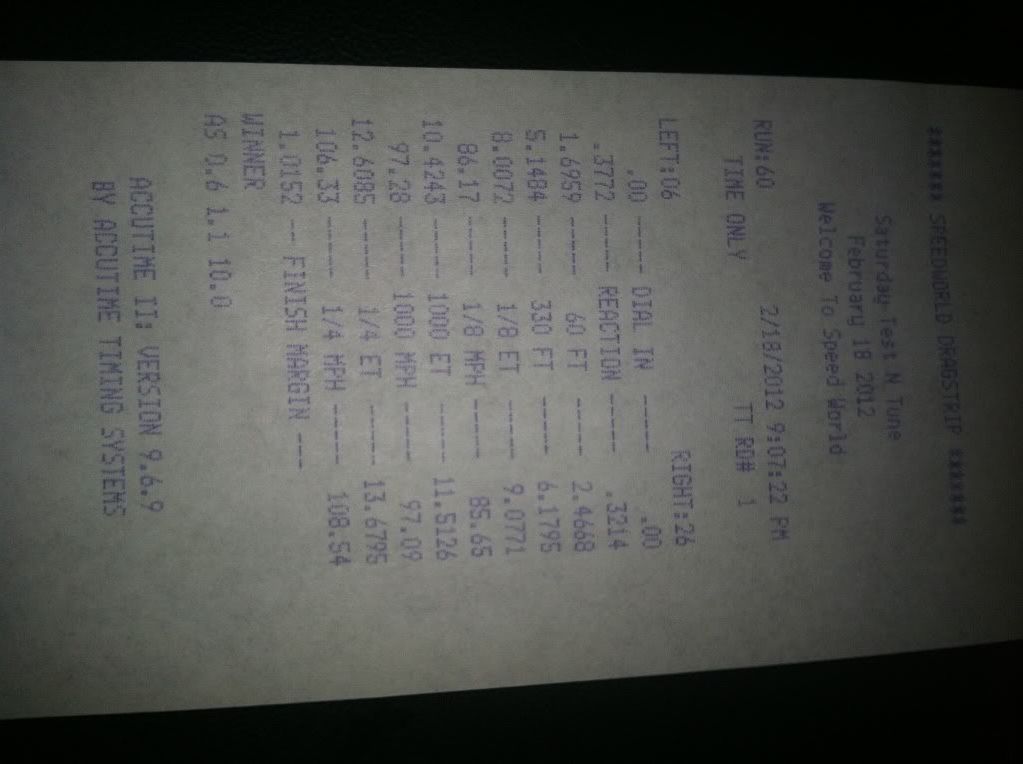 ******* SPEEDWORLD DRAGSTRIP *******
Saturday Test N Tune
February 18 2012
Welcome To Speed World
RUN:60 2/18/2012 9:07:22 PM
TIME ONLY TT RD# 1
LEFT:06 RIGHT:26
.00 ----- DIAL IN ----- .00
.3772 ---- REACTION ---- .3214
1.6959 ----- 60 FT ----- 2.4668
5.1484 ----- 330 FT ----- 6.1795
8.0072 ----- 1/8 ET ----- 9.0771
86.17 ----- 1/8 MPH ---- 85.65
10.4243 ----- 1000 ET ---- 11.5126
97.28 ----- 1000 MPH ---- 97.09
12.6085 ----- 1/4 ET ----- 13.6795
106.33 ----- 1/4 MPH ----- 108.54
1.0152 -- FINISH MARGIN ---
WINNER
AS 0.6 1.1 10.0
ACCUTIME II: VERSION 9.6.9
BY ACCUTIME TIMING SYSTEMS